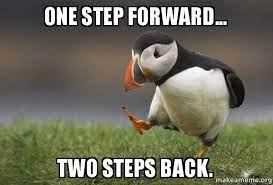 ONE STEP FORWARD...
TWO STEPS BACK.
makeameme.org